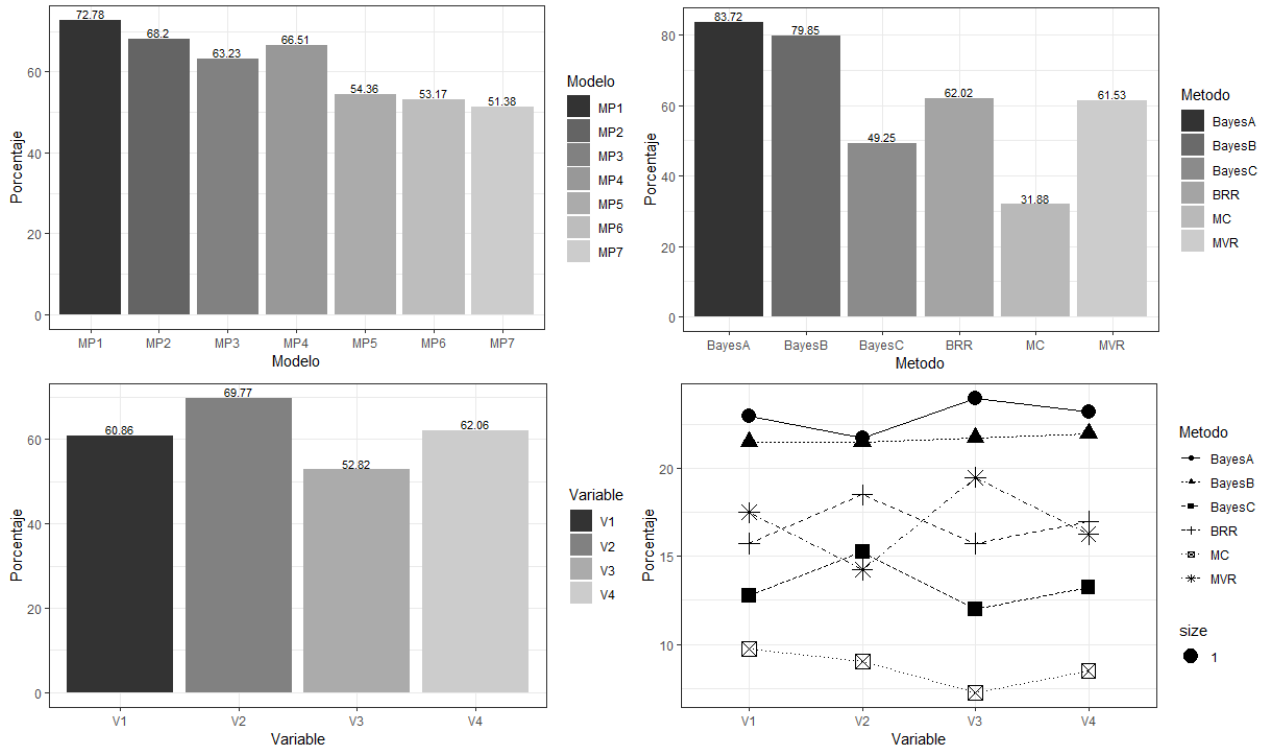 72.78
68.2
63.23
66.51
54.36
53.17
51.38
60
40
20
0
Porcentaje
MP1 MP2 MP3 MP4 MP5 MP6 MP7
Modelo
Modelo
MP1
MP2
MP3
MP4
MP5
MP6
MP7
83.72
79.85
49.25
62.02
31.88
61.53
80
60
40
20
0
Porcentaje
BayesA BayesB BayesC BRR MC MVR
Metodo
Metodo
BayesA
BayesB
BayesC
BRR
MC
MVR
60.86
69.77
52.82
62.06
60
40
20
0
Porcentaje
V1 V2 V3 V4
Variable
Variable
V1
V2
V3
V4
20
15
10
Porcentaje
V1 V2 V3 V4
Variable
Metodo
BayesA
BayesB
BayesC
BRR
MC
MVR
size
1